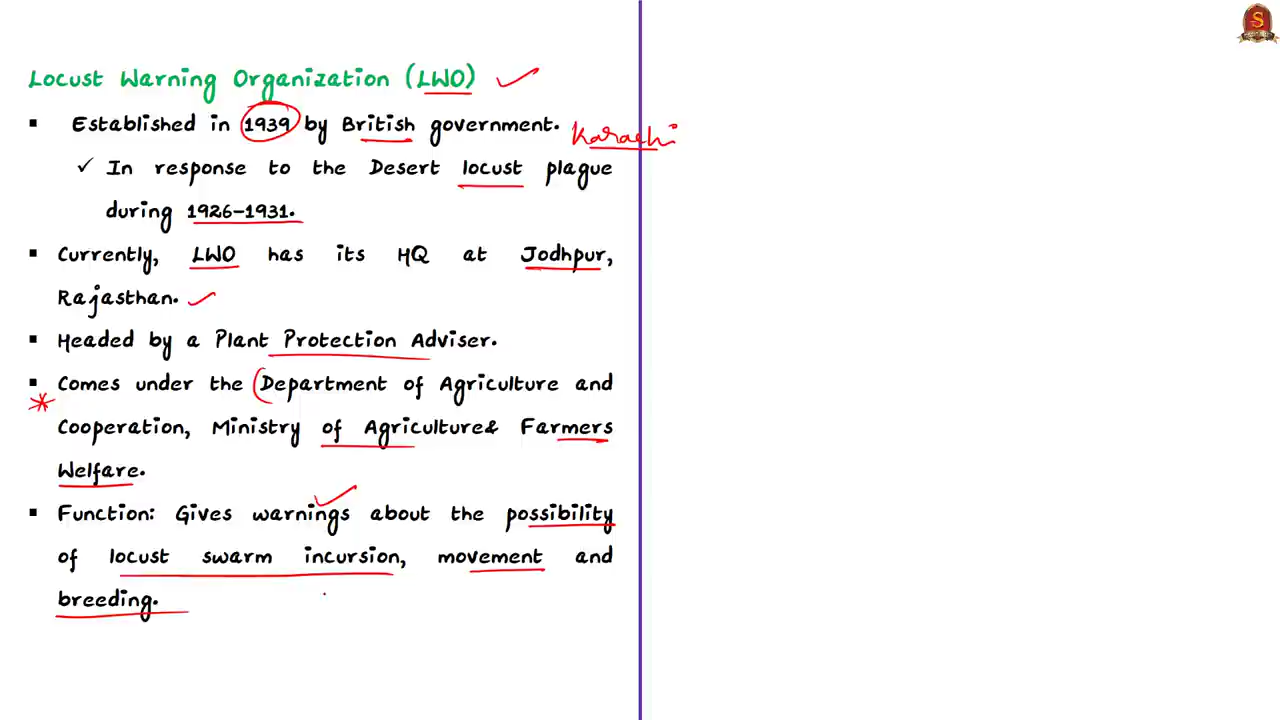 Locust Warning Organization (LWO)
▪ Established in 1939 by British government.
Karachi
✓ In response to the Desert locust plague
during 1926-1931.
▪ Currently, LWO has its HQ at Jodhpur,
Rajasthan.
▪ Headed by a Plant Protection Adviser.
▪ Comes under the Department of Agriculture and
Cooperation, Ministry of Agriculture& Farmers
Welfare.
▪ Function: Gives warnings about the possibility
of locust swarm incursion, movement and
breeding.
S